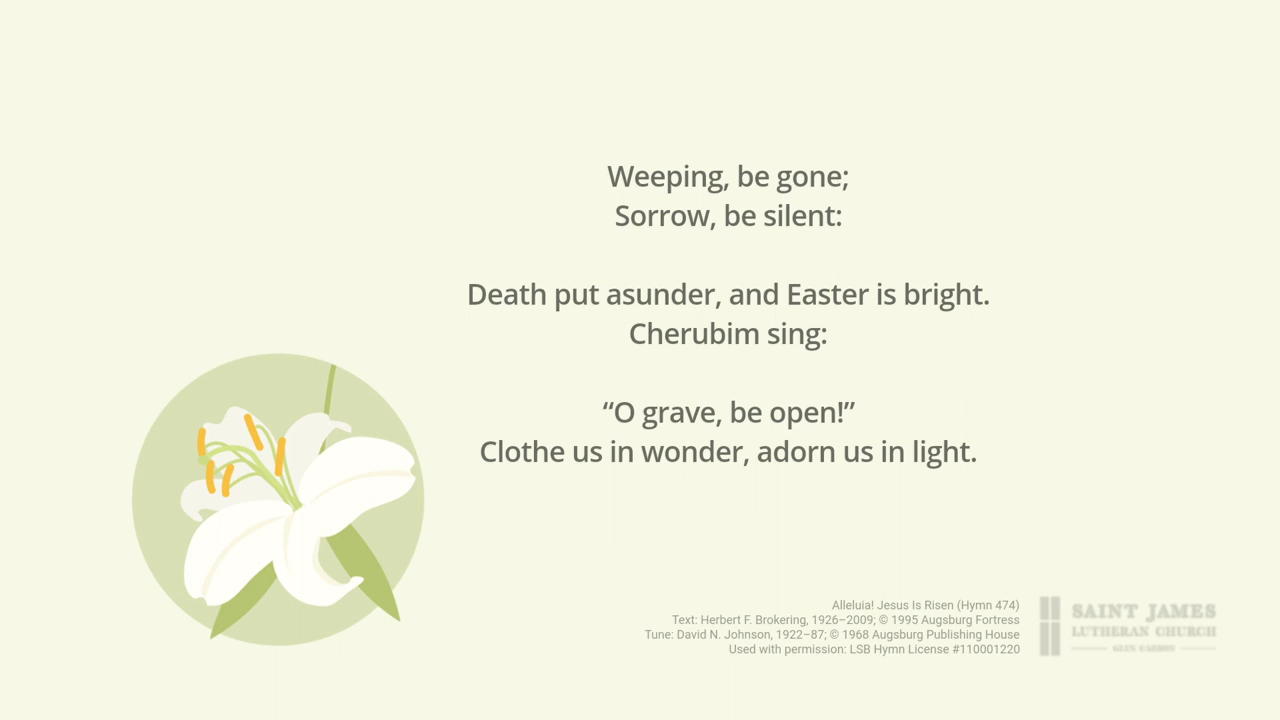 Weeping, be gone;
Sorrow, be silent:
Death put asunder, and Easter is bright.
Cherubim sing:
“O grave, be open!”
Clothe us in wonder, adorn us in light.
Alleluia! Jesus Is Risen (Hymn 474)
Text: Herbert F. Brokering, 1926–2009; © 1995 Augsburg Fortress
Tune: David N. Johnson, 1922–87; © 1968 Augsburg Publishing House
Used with permission: LSB Hymn License #110001220
SAINT JAMES
LUTHERAN CHURCH
GLEN CARBON